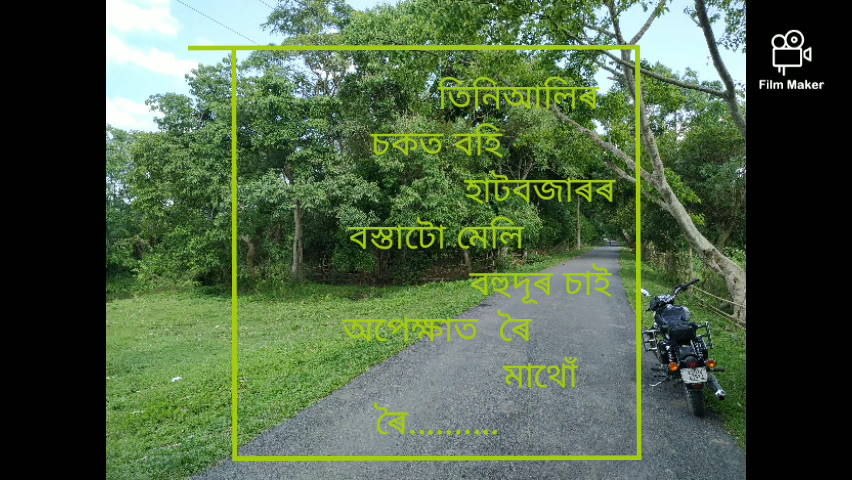 তিনিআলিৰ
চকত বহি
হাটবজাৰৰ
বস্তাটো মেলি
বহুদূৰ চাই
অপেক্ষাত ৰৈ
মাথোঁ
ৰৈ..........
Film Maker